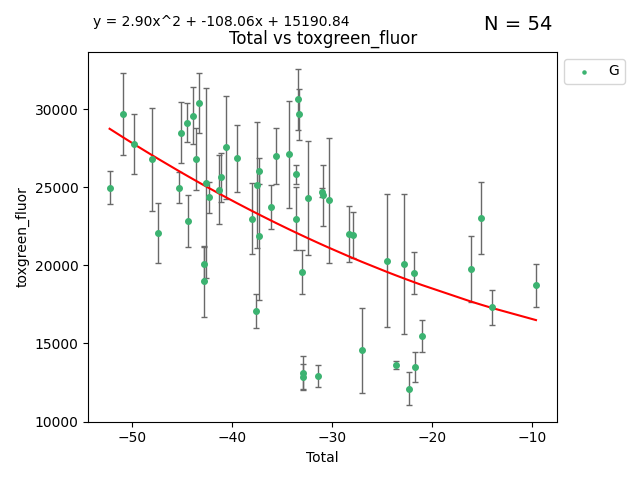 y = 2.90x^2 + -108.06x + 15190.84
N = 54
Total vs toxgreen_fluor
G
30000
25000
20000
15000
10000
toxgreen_fluor
−50
−40
−30
−20
−10
Total